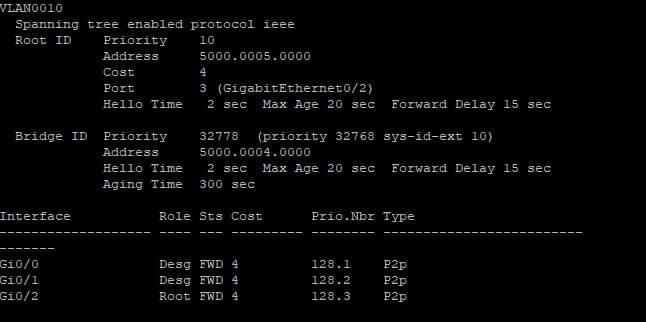 VLAN0010
  Spanning tree enabled protocol ieee
  Root ID    Priority    10
             Address     5000.0005.0000
             Cost        4
             Port        3 (GigabitEthernet0/2)
             Hello Time   2 sec  Max Age 20 sec  Forward Delay 15 sec
  Bridge ID  Priority    32778  (priority 32768 sys-id-ext 10)
             Address     5000.0004.0000
             Hello Time   2 sec  Max Age 20 sec  Forward Delay 15 sec
             Aging Time  300 sec
Interface           Role Sts Cost      Prio.Nbr Type
------------------- ---- --- --------- -------- -------------------------
-------
Gi0/0               Desg FWD 4         128.1    P2p
Gi0/1               Desg FWD 4         128.2    P2p
Gi0/2               Root FWD 4         128.3    P2p